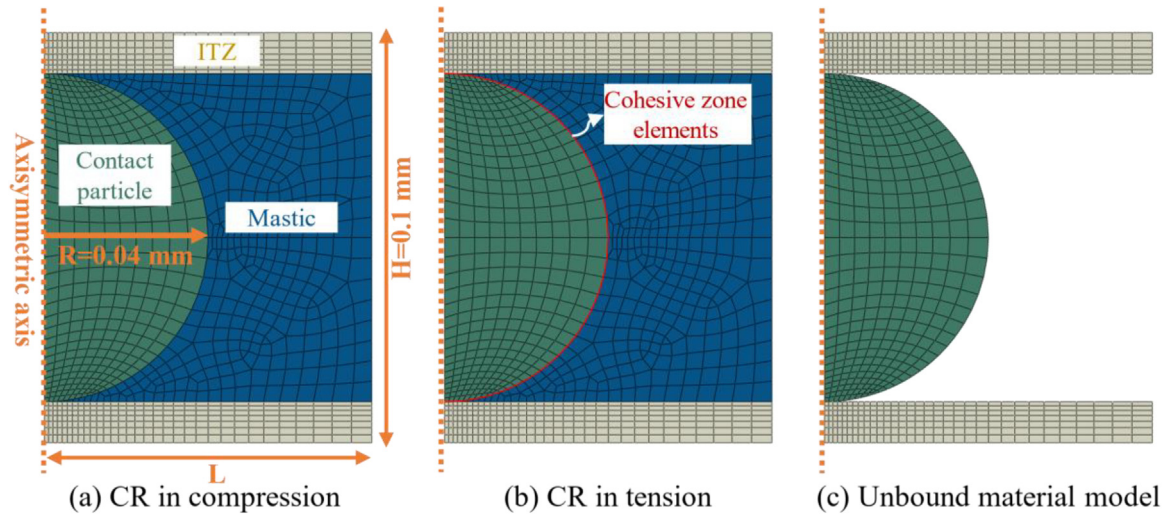 ITZ
Contact
particle
Mastic
R=0.04 mm
Axisymmetric axis
H=0.1 mm
L
Cohesive zone
elements
(a) CR in compression
(b) CR in tension
(c) Unbound material model